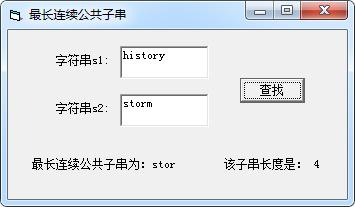 最长连续公共子串
字符串s1: history
查找
字符串s2: storm
最长连续公共子串为: stor 该子串长度是: 4